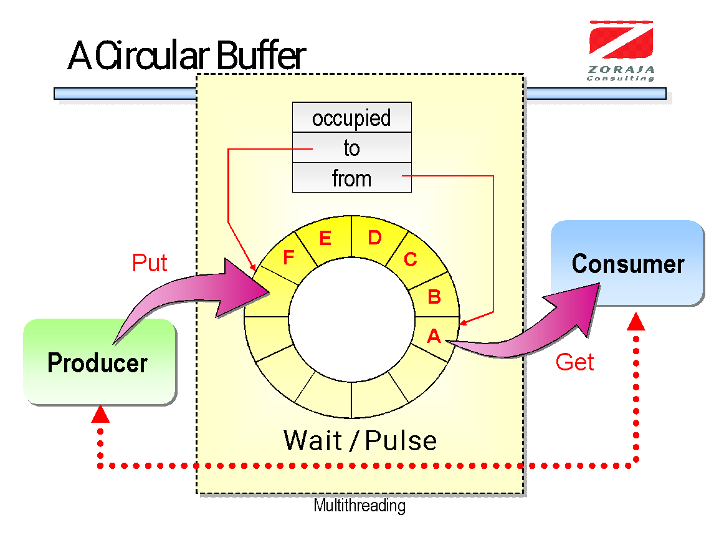 A Circular Buffer
ZORAJA
Consulting
occupied
to
from
E
D
F
C
Put
Consumer
B
A
Producer
Get
Wait / Pulse
Multithreading